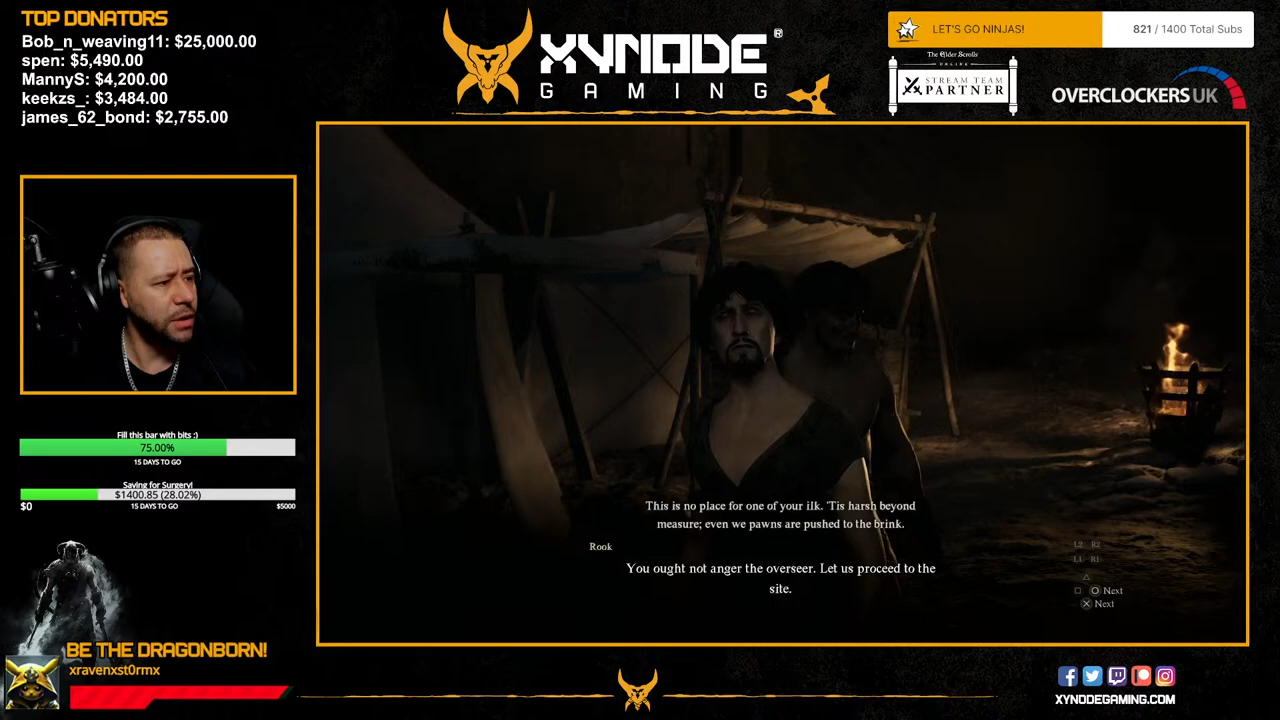 TOP DONATORS
Bob_n_weaving11: $25,000.00
spen: $5,490.00
MannyS: $4,200.00
keekzs_: $3,484.00
james_62_bond: $2,755.00
XYNODE®
GAMING
LET'S GO NINJAS!
821 / 1400 Total Subs
The Elder Scrolls
ONLINE
STREAM TEAM
PARTNER
OVERCLOCKERS UK
Fill this bar with bits :)
75.00%
15 DAYS TO GO
Saving for Surgery!
$1400.85 (28.02%)
$0
15 DAYS TO GO
$5000
This is no place for one of your ilk. 'Tis harsh beyond
measure; even we pawns are pushed to the brink.
Rook
You ought not anger the overseer. Let us proceed to the
site.
L2 R2
L1 R1
Next
Next
BE THE DRAGONBORN!
xravenxst0rmx
XYNODEGAMING.COM